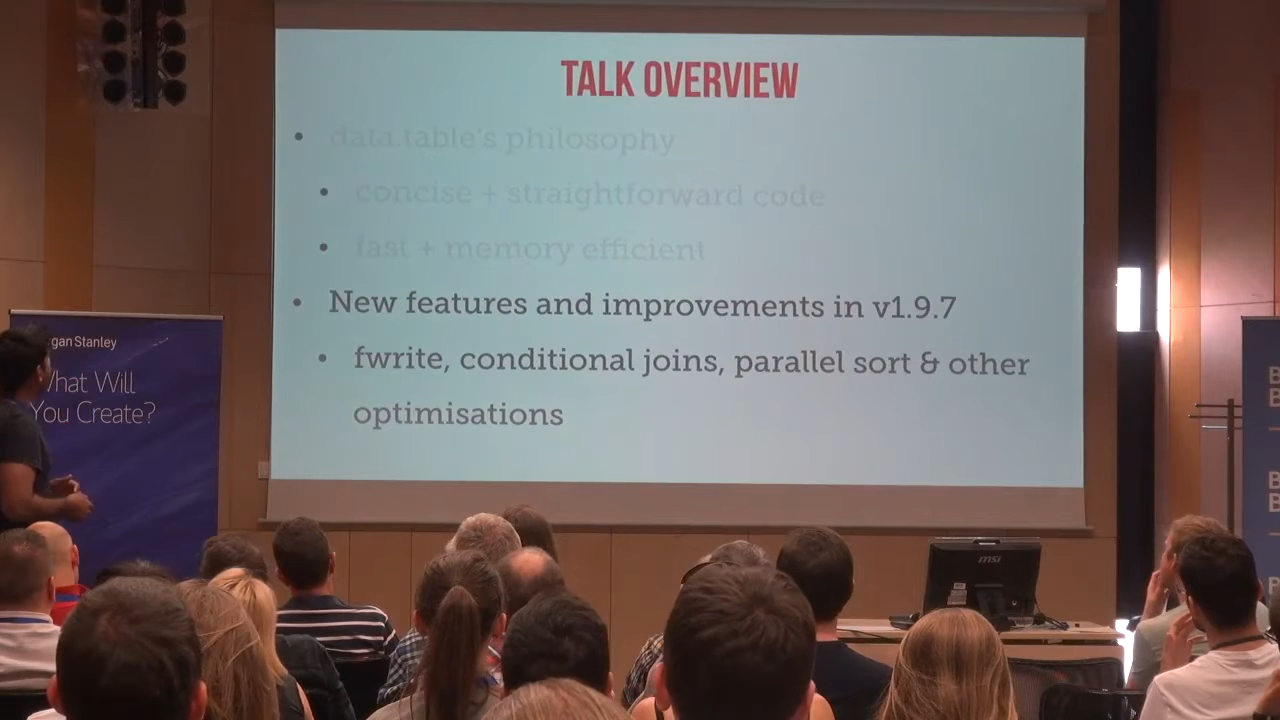 TALK OVERVIEW
• data.table's philosophy
• concise + straightforward code
• fast + memory efficient
• New features and improvements in v1.9.7
• fwrite, conditional joins, parallel sort & other
optimisations
gan Stanley
What Will
You Create?
msi
B
B
B
B
B